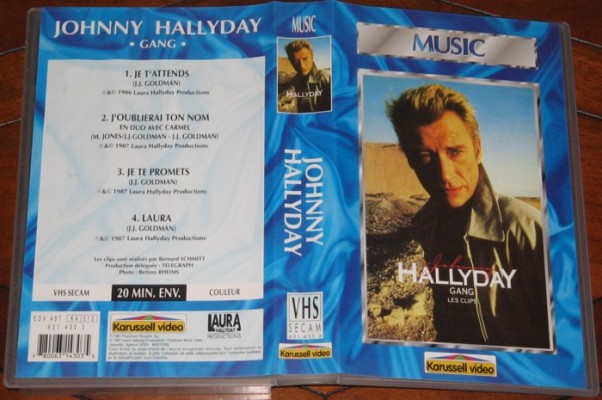 JOHNNY HALLYDAY
• GANG •
1. JE T'ATTENDS
(J.J. GOLDMAN)
℗&© 1986 Laura Hallyday Productions
2. J'OUBLIERAI TON NOM
EN DUO AVEC CARMEL
(M. JONES/J.J GOLDMAN - J.J. GOLDMAN)
℗&© 1987 Laura Hallyday Productions
3. JE TE PROMETS
(J.J. GOLDMAN)
℗&© 1987 Laura Hallyday Productions
4. LAURA
(J.J. GOLDMAN)
℗&© 1987 Laura Hallyday Productions
Les clips sont réalisés par Bernard SCHMITT
Production déléguée : TELEGRAPH
Photo : Bettina RHEIMS
VHS SECAM
20 MIN. ENV.
COULEUR
Karussell video
LAURA
HALLYDAY
PRODUCTIONS
MUSIC
HALLYDAY
JOHNNY
HALLYDAY
VHS
SECAM
Karussell video
MUSIC
HALLYDAY
GANG
LES CLIPS
Karussell video